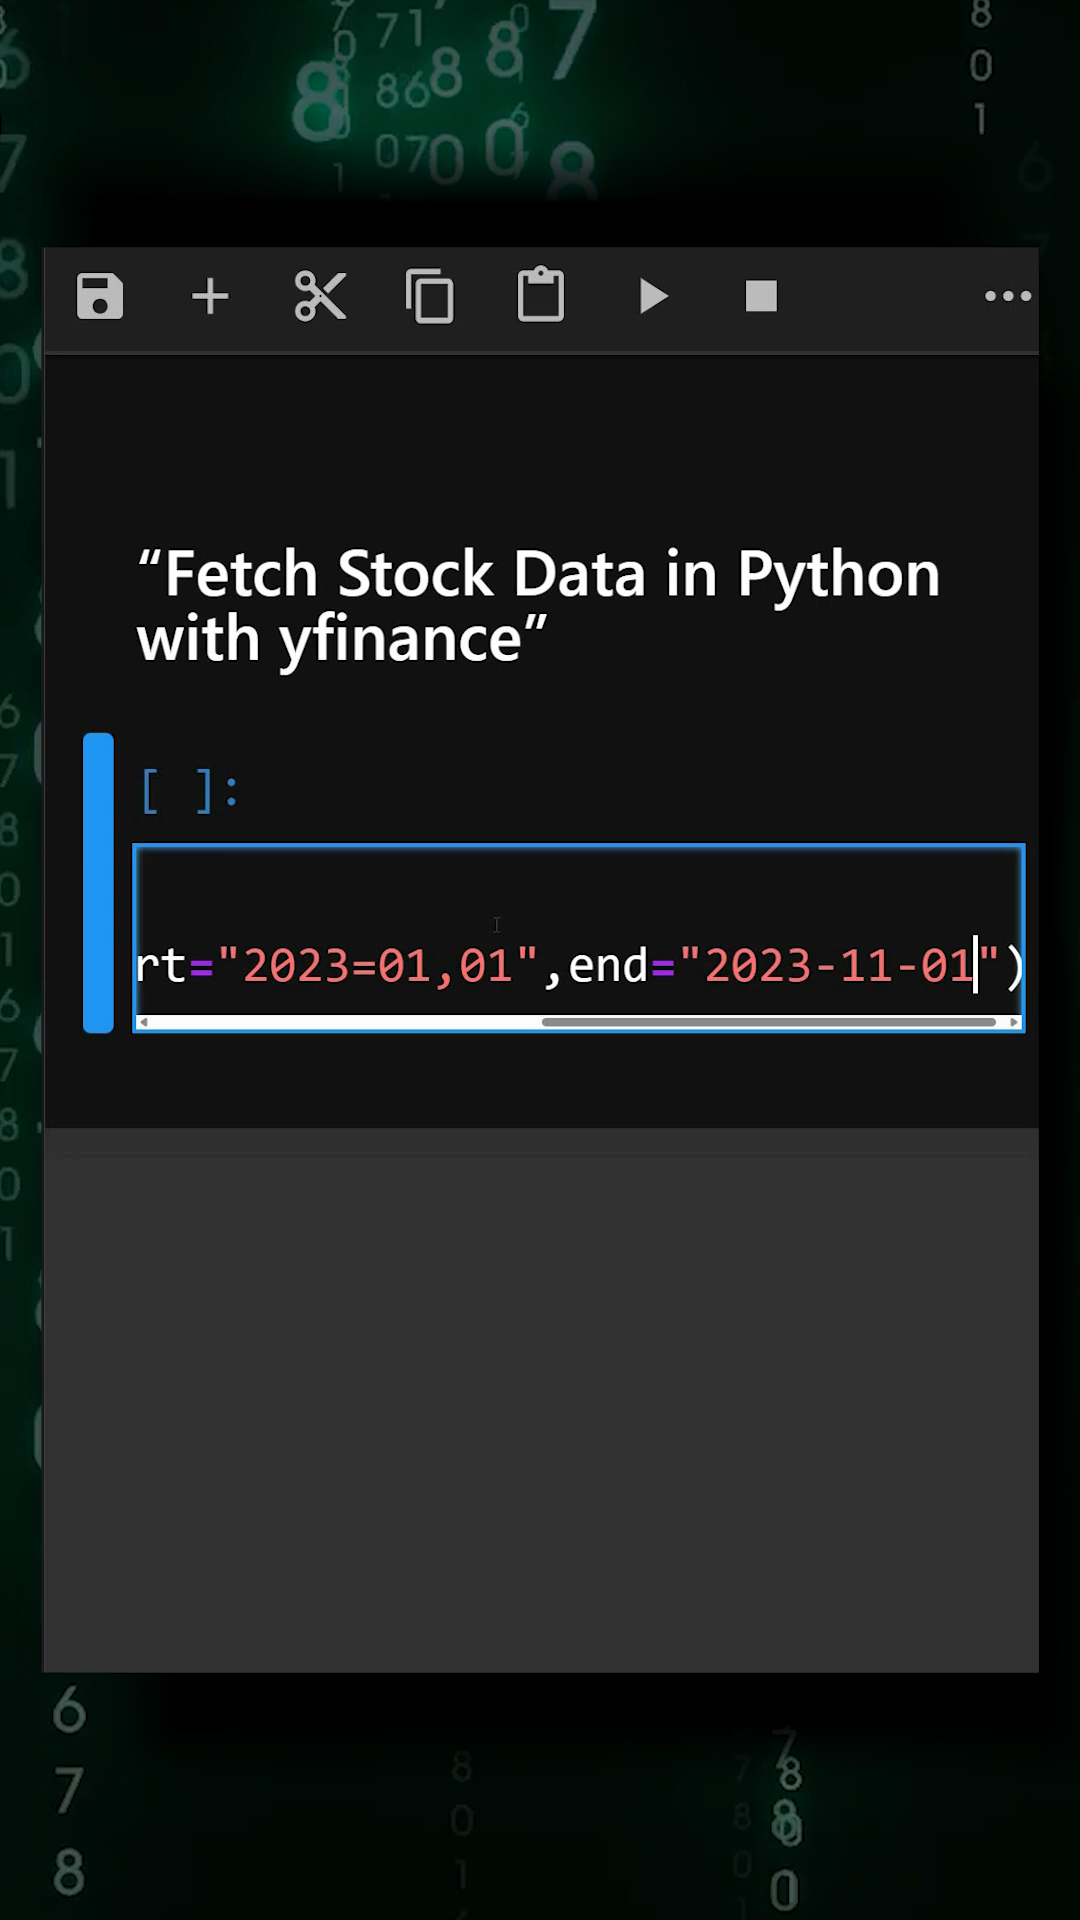 “Fetch Stock Data in Python
with yfinance”
[ ]:
rt="2023=01,01",end="2023-11-01")